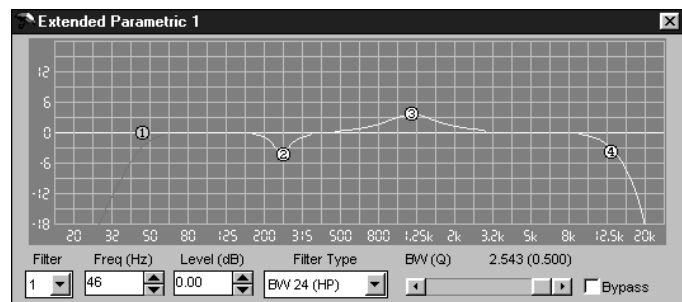 Extended Parametric 1
12
6
0
-6
-12
-18
20 32 50 80 125 200 315 500 800 1.25k 2k 3.2k 5k 8k 12.5k 20k
1
2
3
4
Filter Freq (Hz) Level (dB) Filter Type BW (Q) 2.543 (0.500)
1 46 0.00 BW 24 (HP) Bypass